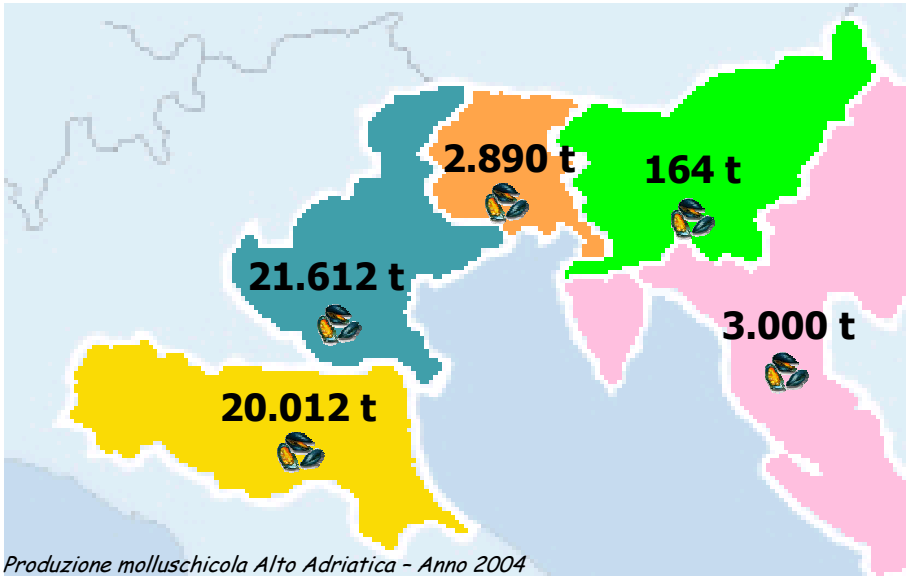 2.890 t
164 t
21.612 t
3.000 t
20.012 t
Produzione molluschicola Alto Adriatica – Anno 2004